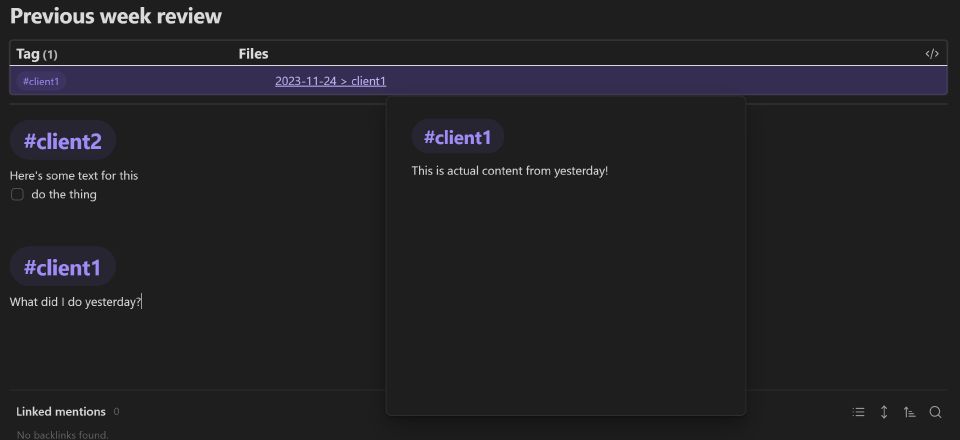 Previous week review
Tag (1) Files
#client1 2023-11-24 > client1
#client2
Here's some text for this
do the thing
#client1
What did I do yesterday?
#client1
This is actual content from yesterday!
Linked mentions 0
No backlinks found.